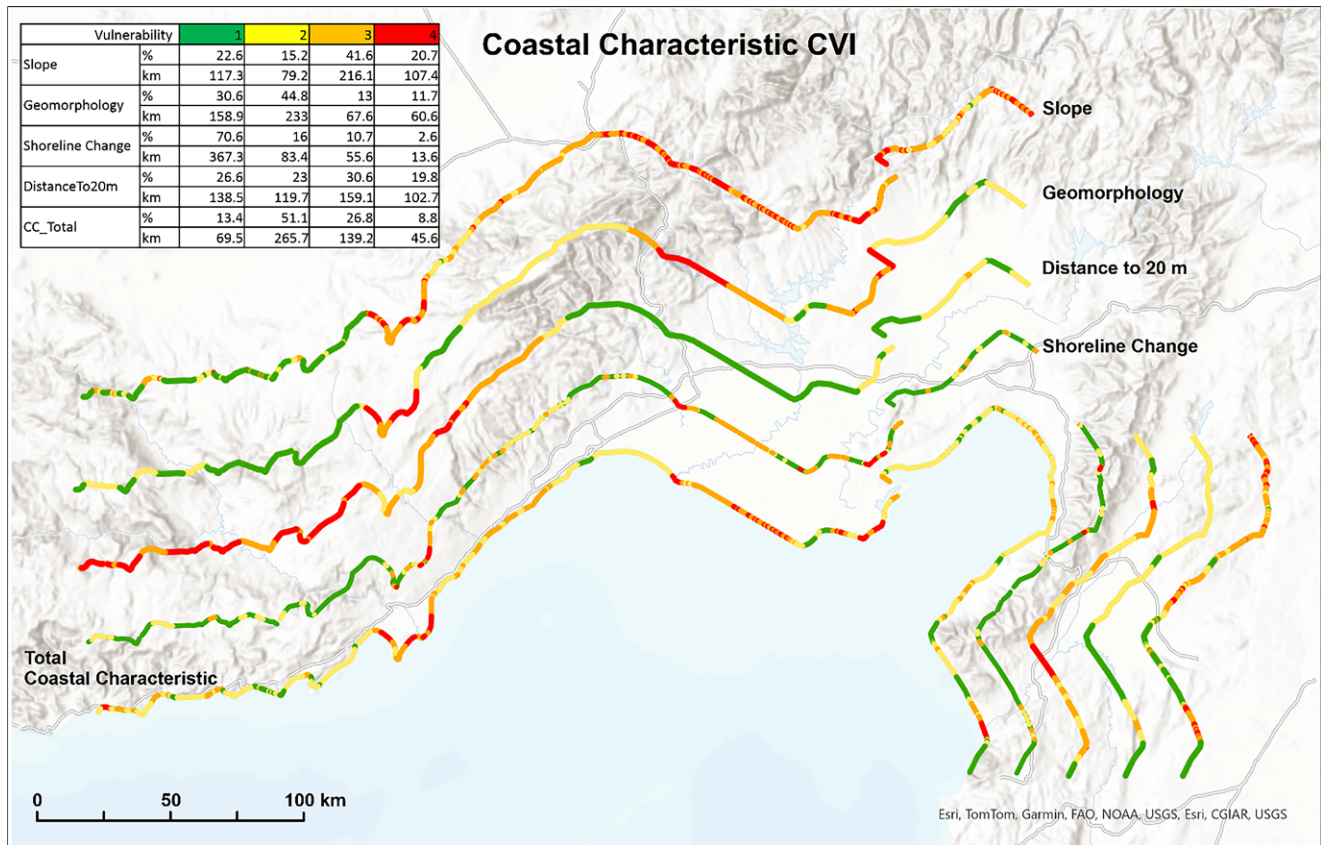 Coastal Characteristic CVI
Vulnerability 1 2 3 4
Slope % 22.6 15.2 41.6 20.7
km 117.3 79.2 216.1 107.4
Geomorphology % 30.6 44.8 13 11.7
km 158.9 233 67.6 60.6
Shoreline Change % 70.6 16 10.7 2.6
km 367.3 83.4 55.6 13.6
DistanceTo20m % 26.6 23 30.6 19.8
km 138.5 119.7 159.1 102.7
CC_Total % 13.4 51.1 26.8 8.8
km 69.5 265.7 139.2 45.6
Slope
Geomorphology
Distance to 20 m
Shoreline Change
Total
Coastal Characteristic
0 50 100 km
Esri, TomTom, Garmin, FAO, NOAA, USGS, Esri, CGIAR, USGS